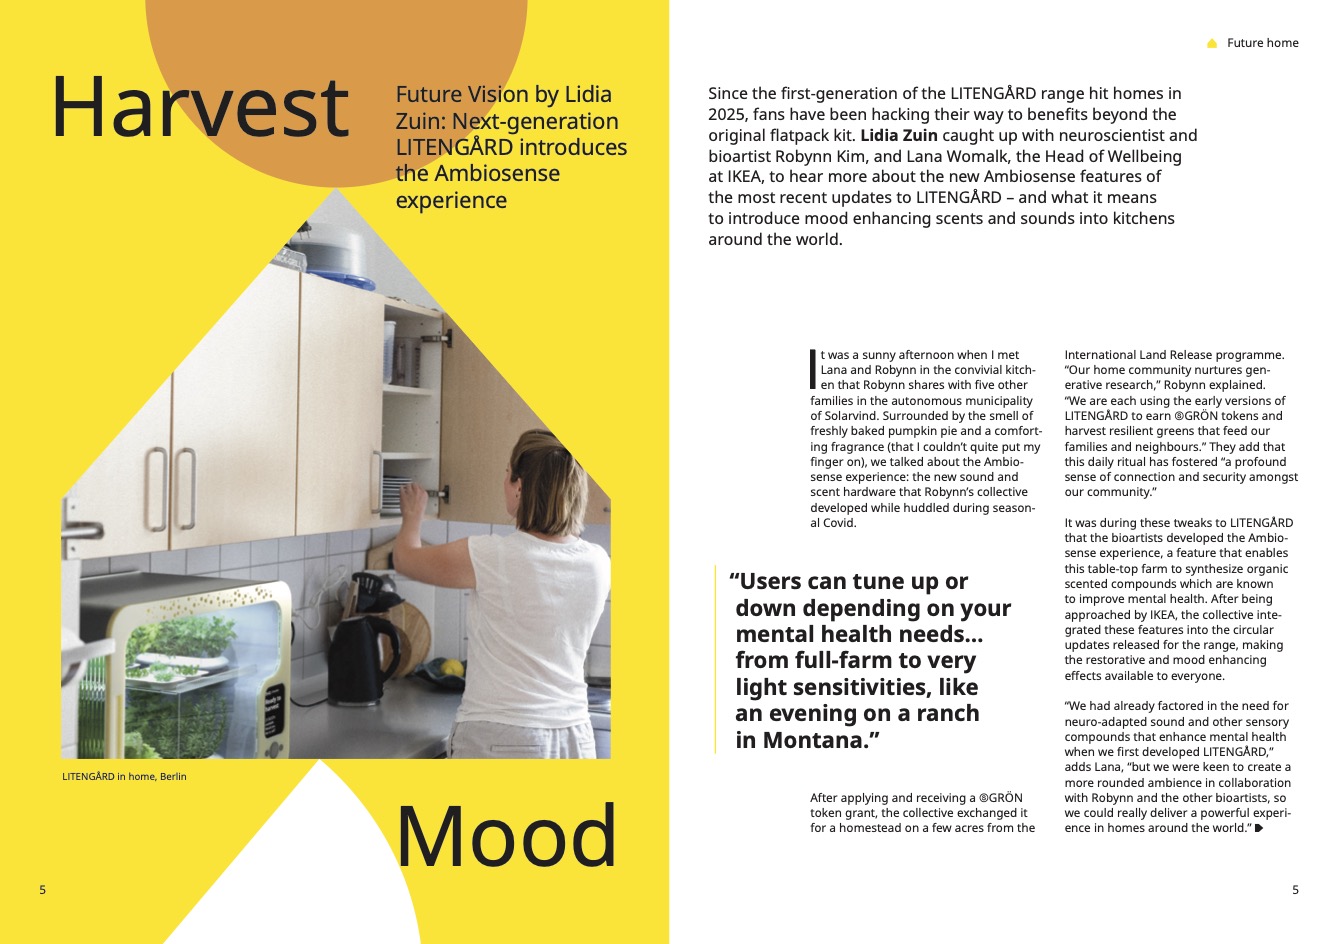 Harvest
Future Vision by Lidia
Zuin: Next-generation
LITENGÅRD introduces
the Ambiosense
experience
LITENGÅRD in home, Berlin
Mood
5
Future home
Since the first-generation of the LITENGÅRD range hit homes in
2025, fans have been hacking their way to benefits beyond the
original flatpack kit. Lidia Zuin caught up with neuroscientist and
bioartist Robynn Kim, and Lana Womalk, the Head of Wellbeing
at IKEA, to hear more about the new Ambiosense features of
the most recent updates to LITENGÅRD – and what it means
to introduce mood enhancing scents and sounds into kitchens
around the world.
It was a sunny afternoon when I met
Lana and Robynn in the convivial kitch-
en that Robynn shares with five other
families in the autonomous municipality
of Solarvind. Surrounded by the smell of
freshly baked pumpkin pie and a comfort-
ing fragrance (that I couldn’t quite put my
finger on), we talked about the Ambio-
sense experience: the new sound and
scent hardware that Robynn’s collective
developed while huddled during season-
al Covid.
“Users can tune up or
down depending on your
mental health needs...
from full-farm to very
light sensitivities, like
an evening on a ranch
in Montana.”
After applying and receiving a ⓢGRÖN
token grant, the collective exchanged it
for a homestead on a few acres from the
International Land Release programme.
“Our home community nurtures gen-
erative research,” Robynn explained.
“We are each using the early versions of
LITENGÅRD to earn ⓢGRÖN tokens and
harvest resilient greens that feed our
families and neighbours.” They add that
this daily ritual has fostered “a profound
sense of connection and security amongst
our community.”
It was during these tweaks to LITENGÅRD
that the bioartists developed the Ambio-
sense experience, a feature that enables
this table-top farm to synthesize organic
scented compounds which are known
to improve mental health. After being
approached by IKEA, the collective inte-
grated these features into the circular
updates released for the range, making
the restorative and mood enhancing
effects available to everyone.
“We had already factored in the need for
neuro-adapted sound and other sensory
compounds that enhance mental health
when we first developed LITENGÅRD,”
adds Lana, “but we were keen to create a
more rounded ambience in collaboration
with Robynn and the other bioartists, so
we could really deliver a powerful experi-
ence in homes around the world.”
5